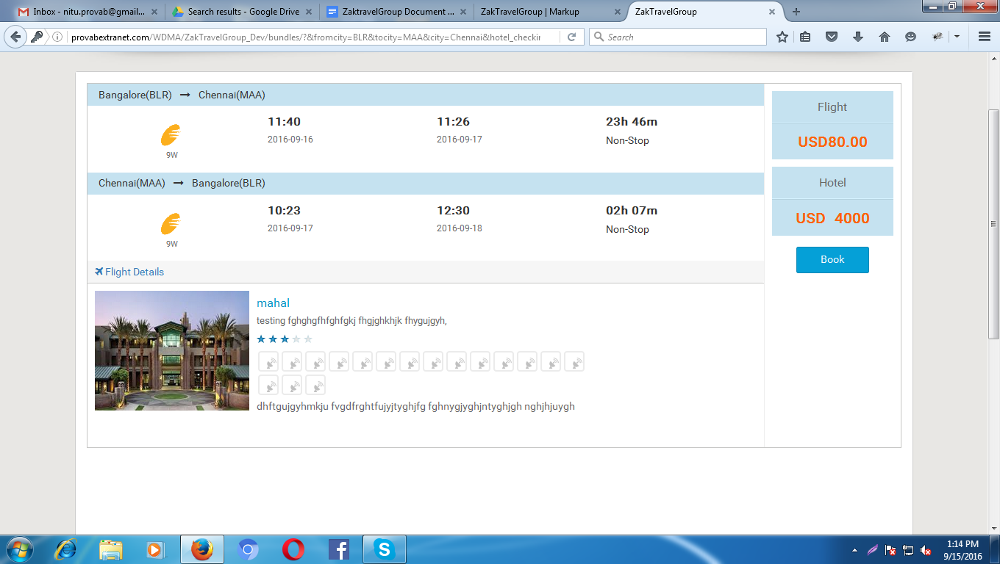 Inbox - nitu.provab@gmail...
Search results - Google Drive
ZaktravelGroup Document ...
ZakTravelGroup | Markup
ZakTravelGroup
provabextranet.com/WDMA/ZakTravelGroup_Dev/bundles/?&fromcity=BLR&tocity=MAA&city=Chennai&hotel_checkin
Search
Bangalore(BLR) → Chennai(MAA)
11:40 11:26 23h 46m
2016-09-16 2016-09-17 Non-Stop
9W
Chennai(MAA) → Bangalore(BLR)
10:23 12:30 02h 07m
2016-09-17 2016-09-18 Non-Stop
9W
Flight Details
mahal
testing fghghgfhfghfgkj fhgjghkhjk fhygujgyh,
dhftgujgyhmkju fvgdfrghtfujyjtyghjfg fghnygjyghjntyghjgh nghjhjuygh
Flight
USD80.00
Hotel
USD 4000
Book
1:14 PM
9/15/2016